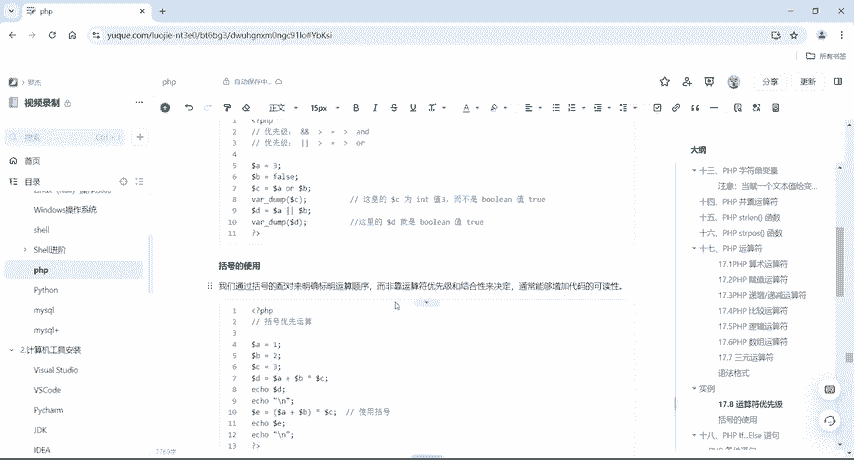 php
yuque.com/luojie-nt3e0/bt6bg3/dwuhgnxm0ngc91lo#YbKsi
所有书签
罗杰
php
自动保存中...
分享
更新
视频录制
正文
15px
搜索
Ctrl + J
首页
目录
Windows操作系统
shell
Shell进阶
php
Python
mysql
mysql+
2.计算机工具安装
Visual Studio
VSCode
Pycharm
JDK
IDEA
1 <?php
2 // 优先级： && > = > and
3 // 优先级： || > = > or
4
5 $a = 3;
6 $b = false;
7 $c = $a or $b;
8 var_dump($c); // 这里的 $c 为 int 值3，而不是 boolean 值 true
9 $d = $a || $b;
10 var_dump($d); //这里的 $d 就是 boolean 值 true
11 ?>
括号的使用
我们通过括号的配对来明确标明运算顺序，而非靠运算符优先级和结合性来决定，通常能够增加代码的可读性。
1 <?php
2 // 括号优先运算
3
4 $a = 1;
5 $b = 2;
6 $c = 3;
7 $d = $a + $b * $c;
8 echo $d;
9 echo "\n";
10 $e = ($a + $b) * $c; // 使用括号
11 echo $e;
12 echo "\n";
13 ?>
大纲
十三、PHP 字符串变量
注意：当赋一个文本值给变...
十四、PHP 并置运算符
十五、PHP strlen() 函数
十六、PHP strpos() 函数
十七、PHP 运算符
17.1PHP 算术运算符
17.2PHP 赋值运算符
17.3PHP 递增/递减运算符
17.4PHP 比较运算符
17.5PHP 逻辑运算符
17.6PHP 数组运算符
17.7 三元运算符
语法格式
实例
17.8 运算符优先级
括号的使用
十八、PHP If...Else 语句